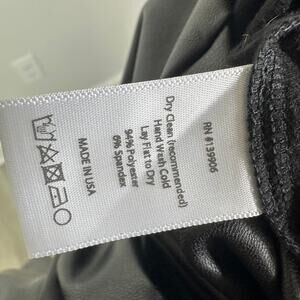 RN #139906
Dry Clean (recommended)
Hand Wash Cold
Lay Flat to Dry
94% Polyester
6% Spandex
MADE IN USA